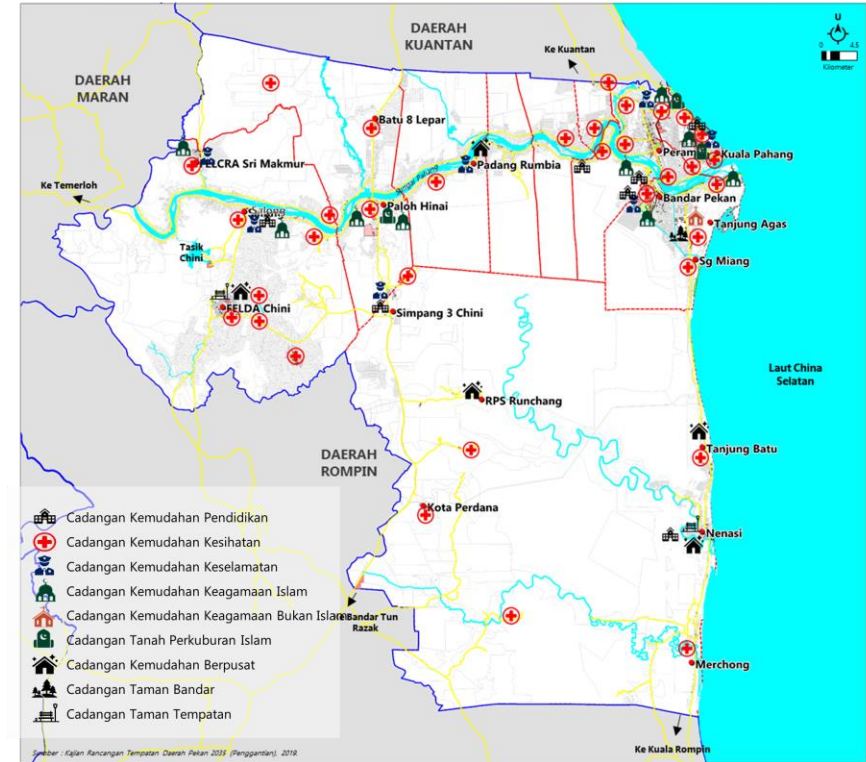 DAERAH
KUANTAN
U
0 4.5
Kilometer
Ke Kuantan
DAERAH
MARAN
Batu 8 Lepar
Peram
Kuala Pahang
FELCRA Sri Makmur
Padang Rumbia
Ke Temerloh
Bandar Pekan
Paloh Hinai
Salong
Sungai Pahang
Tanjung Agas
Tasik
Chini
Sg Miang
FELDA Chini
Simpang 3 Chini
Laut China
Selatan
RPS Runchang
DAERAH
ROMPIN
Tanjung Batu
Kota Perdana
Nenasi
Cadangan Kemudahan Pendidikan
Cadangan Kemudahan Kesihatan
Cadangan Kemudahan Keselamatan
Cadangan Kemudahan Keagamaan Islam
Cadangan Kemudahan Keagamaan Bukan Islam
Cadangan Tanah Perkuburan Islam
Cadangan Kemudahan Berpusat
Cadangan Taman Bandar
Cadangan Taman Tempatan
Ke Bandar Tun
Razak
Merchong
Ke Kuala Rompin
Sumber : Kajian Rancangan Tempatan Daerah Pekan 2035 (Penggantian), 2019.